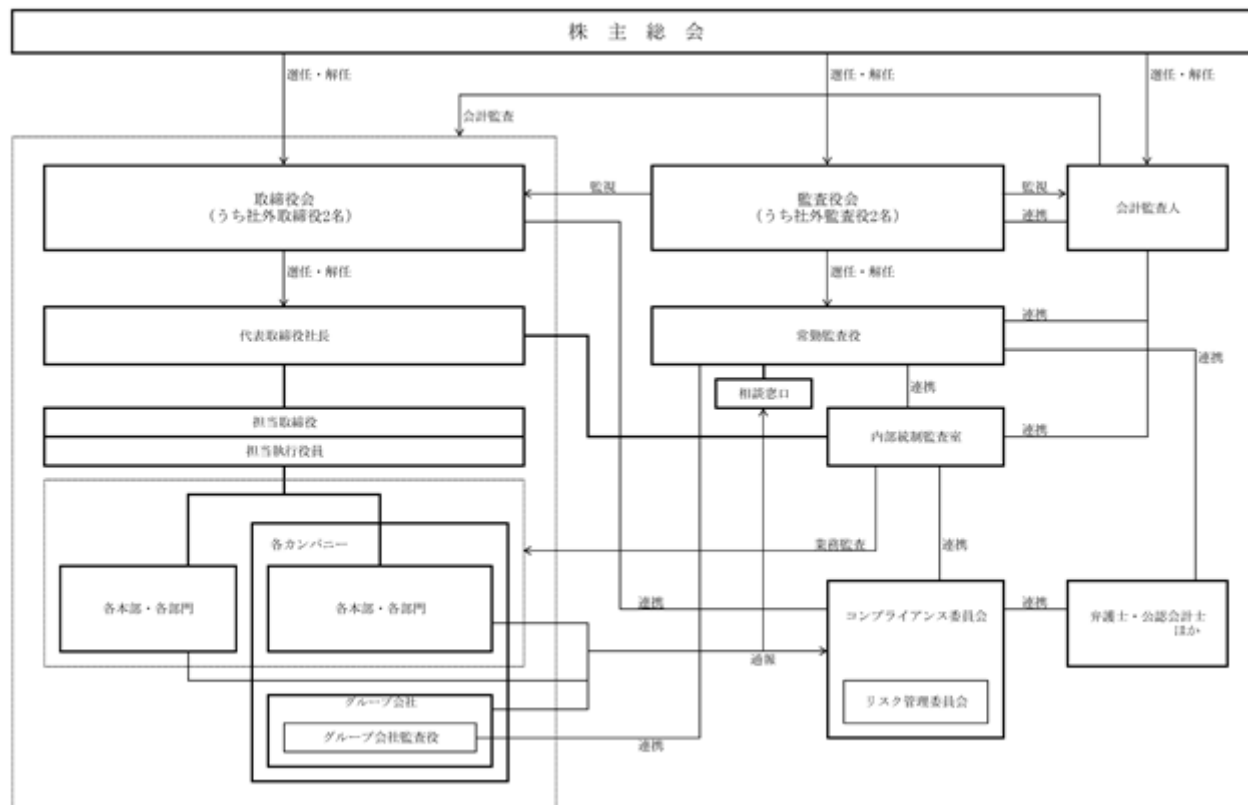 株主総会
選任・解任
選任・解任
選任・解任
会計監査
取締役会
(うち社外取締役2名)
監視
監査役会
(うち社外監査役2名)
監視
連携
会計監査人
選任・解任
選任・解任
代表取締役社長
常勤監査役
連携
連携
相談窓口
連携
担当取締役
担当執行役員
内部統制監査室
連携
各カンパニー
業務監査
連携
各本部・各部門
各本部・各部門
連携
コンプライアンス委員会
連携
弁護士・公認会計士
ほか
通報
リスク管理委員会
グループ会社
グループ会社監査役
連携